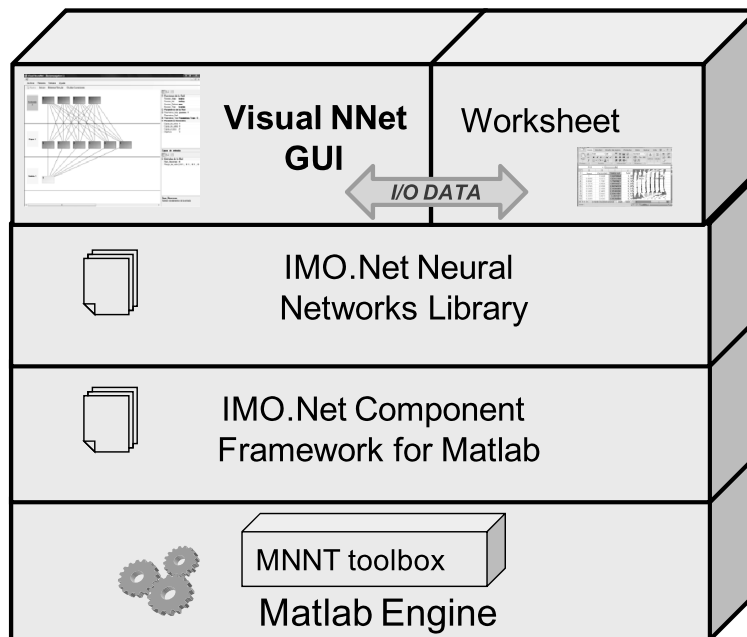 Visual NNet
GUI
Worksheet
I/O DATA
IMO.Net Neural
Networks Library
IMO.Net Component
Framework for Matlab
MNNT toolbox
Matlab Engine